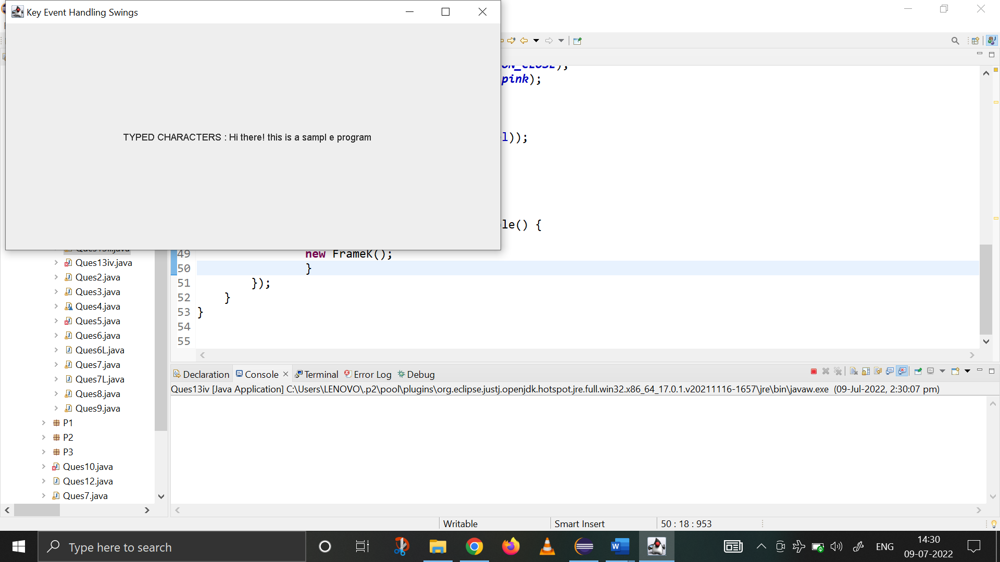 Key Event Handling Swings
TYPED CHARACTERS : Hi there! this is a sampl e program
pink);
l));
le() {
49 new FrameK();
50 }
51 });
52 }
53 }
54
55
Ques13iv.java
Ques2.java
Ques3.java
Ques4.java
Ques5.java
Ques6.java
Ques6L.java
Ques7.java
Ques7L.java
Ques8.java
Ques9.java
P1
P2
P3
Ques10.java
Ques12.java
Ques7.java
Declaration Console Terminal Error Log Debug
Ques13iv [Java Application] C:\Users\LENOVO\.p2\pool\plugins\org.eclipse.justj.openjdk.hotspot.jre.full.win32.x86_64_17.0.1.v20211116-1657\jre\bin\javaw.exe (09-Jul-2022, 2:30:07 pm)
Writable Smart Insert 50 : 18 : 953
Type here to search
ENG
14:30
09-07-2022